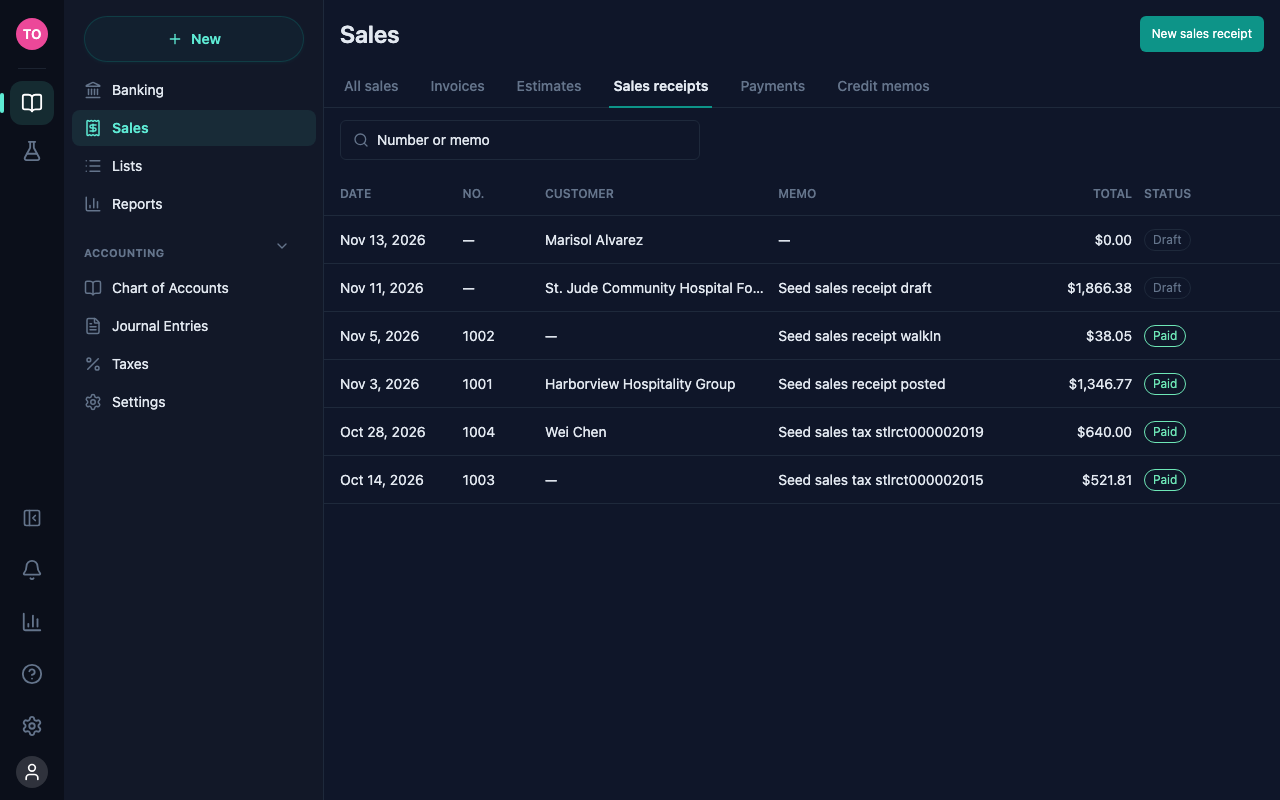 TO
New
Banking
Sales
Lists
Reports
ACCOUNTING
Chart of Accounts
Journal Entries
Taxes
Settings
Sales
New sales receipt
All sales Invoices Estimates Sales receipts Payments Credit memos
Number or memo
DATE NO. CUSTOMER MEMO TOTAL STATUS
Nov 13, 2026 — Marisol Alvarez — $0.00 Draft
Nov 11, 2026 — St. Jude Community Hospital Fo... Seed sales receipt draft $1,866.38 Draft
Nov 5, 2026 1002 — Seed sales receipt walkIn $38.05 Paid
Nov 3, 2026 1001 Harborview Hospitality Group Seed sales receipt posted $1,346.77 Paid
Oct 28, 2026 1004 Wei Chen Seed sales tax stlrct000002019 $640.00 Paid
Oct 14, 2026 1003 — Seed sales tax stlrct000002015 $521.81 Paid